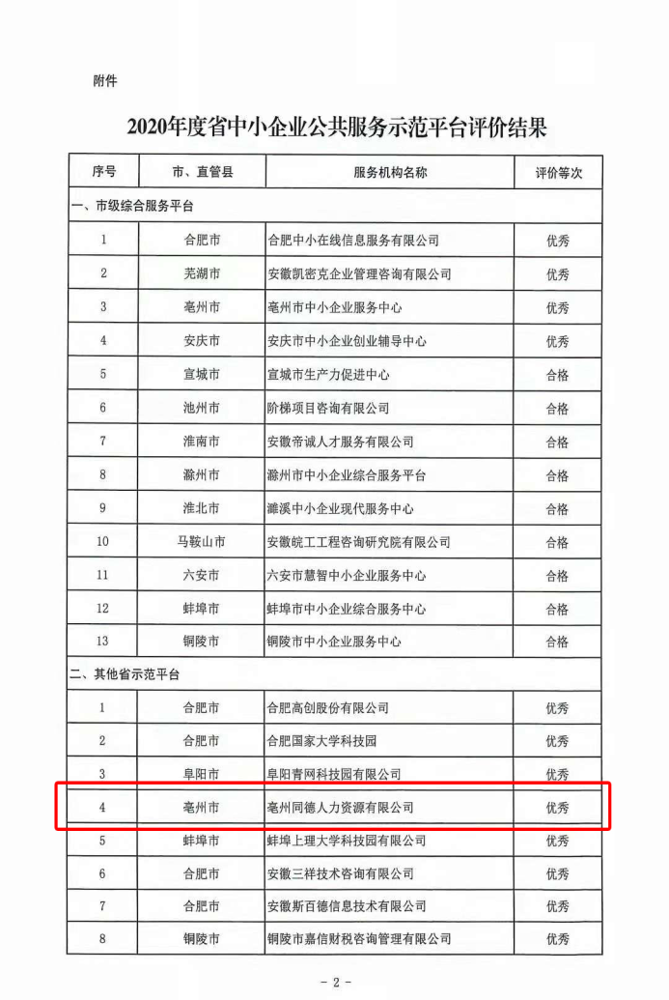 附件
2020年度省中小企业公共服务示范平台评价结果
序号 市、直管县 服务机构名称 评价等次
一、市级综合服务平台
1 合肥市 合肥中小在线信息服务有限公司 优秀
2 芜湖市 安徽凯密克企业管理咨询有限公司 优秀
3 亳州市 亳州市中小企业服务中心 优秀
4 安庆市 安庆市中小企业创业辅导中心 优秀
5 宣城市 宣城市生产力促进中心 合格
6 池州市 阶梯项目咨询有限公司 合格
7 淮南市 安徽帝诚人才服务有限公司 合格
8 滁州市 滁州市中小企业综合服务平台 合格
9 淮北市 濉溪中小企业现代服务中心 合格
10 马鞍山市 安徽皖工工程咨询研究院有限公司 合格
11 六安市 六安市慧智中小企业服务中心 合格
12 蚌埠市 蚌埠市中小企业综合服务中心 合格
13 铜陵市 铜陵市中小企业服务中心 合格
二、其他省示范平台
1 合肥市 合肥高创股份有限公司 优秀
2 合肥市 合肥国家大学科技园 优秀
3 阜阳市 阜阳青网科技园有限公司 优秀
4 亳州市 亳州同德人力资源有限公司 优秀
5 蚌埠市 蚌埠上理大学科技园有限公司 优秀
6 合肥市 安徽三祥技术咨询有限公司 优秀
7 合肥市 安徽斯百德信息技术有限公司 优秀
8 铜陵市 铜陵市嘉信财税咨询管理有限公司 优秀
- 2 -